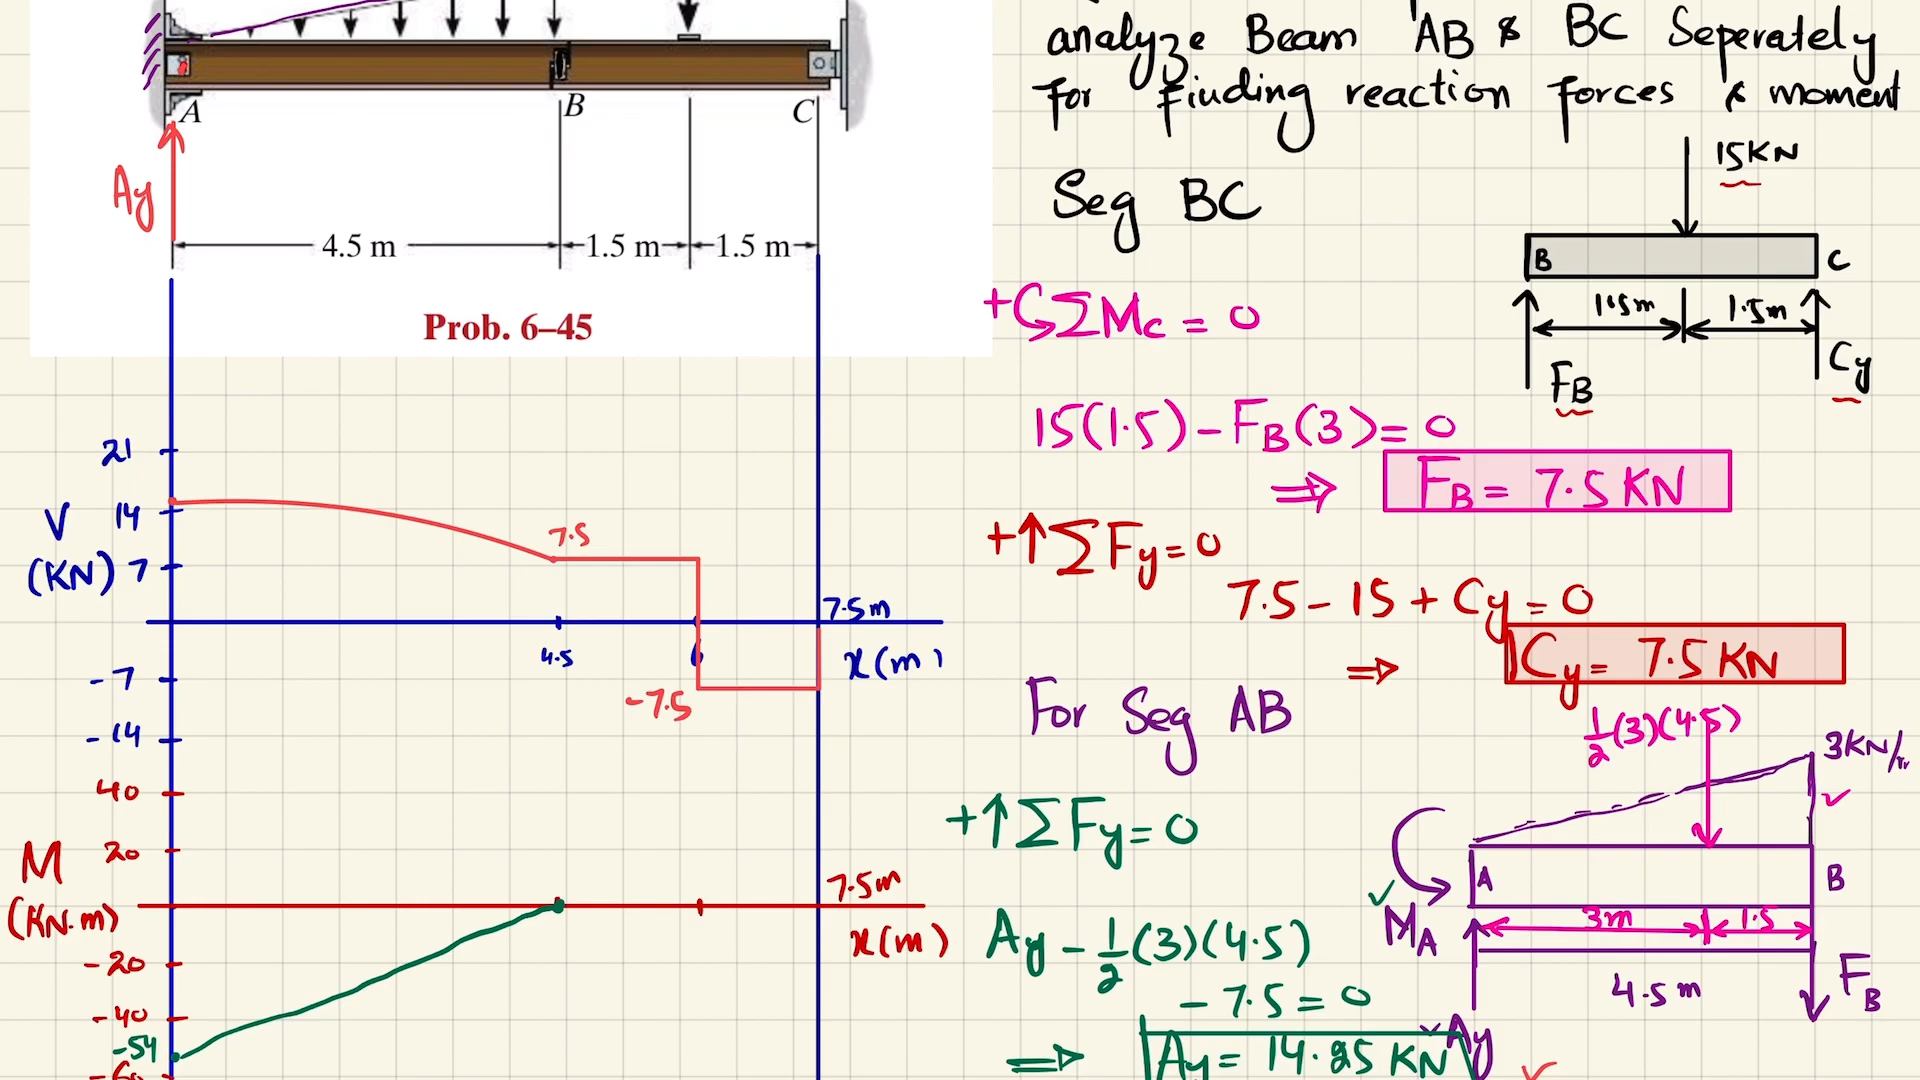 analyze Beam AB & BC Seperately
For Finding reaction Forces & moment
A
B
C
Ay
4.5 m
1.5 m
1.5 m
Prob. 6–45
Seg BC
15KN
B
C
1.5m
1.5m
FB
Cy
+ΣMc = 0
15(1.5) - FB(3) = 0
⇒ FB = 7.5 KN
+↑ΣFy = 0
7.5 - 15 + Cy = 0
⇒ Cy = 7.5 KN
V
(KN)
21
14
7
-7
-14
7.5
-7.5
4.5
6
7.5m
x(m)
M
(KN.m)
40
20
-20
-40
-54
-60
7.5m
x(m)
For Seg AB
½(3)(4.5)
3KN/m
A
B
MA
3m
1.5
4.5m
FB
Ay
+↑ΣFy = 0
Ay - ½(3)(4.5)
- 7.5 = 0
⇒ Ay = 14.25 KN